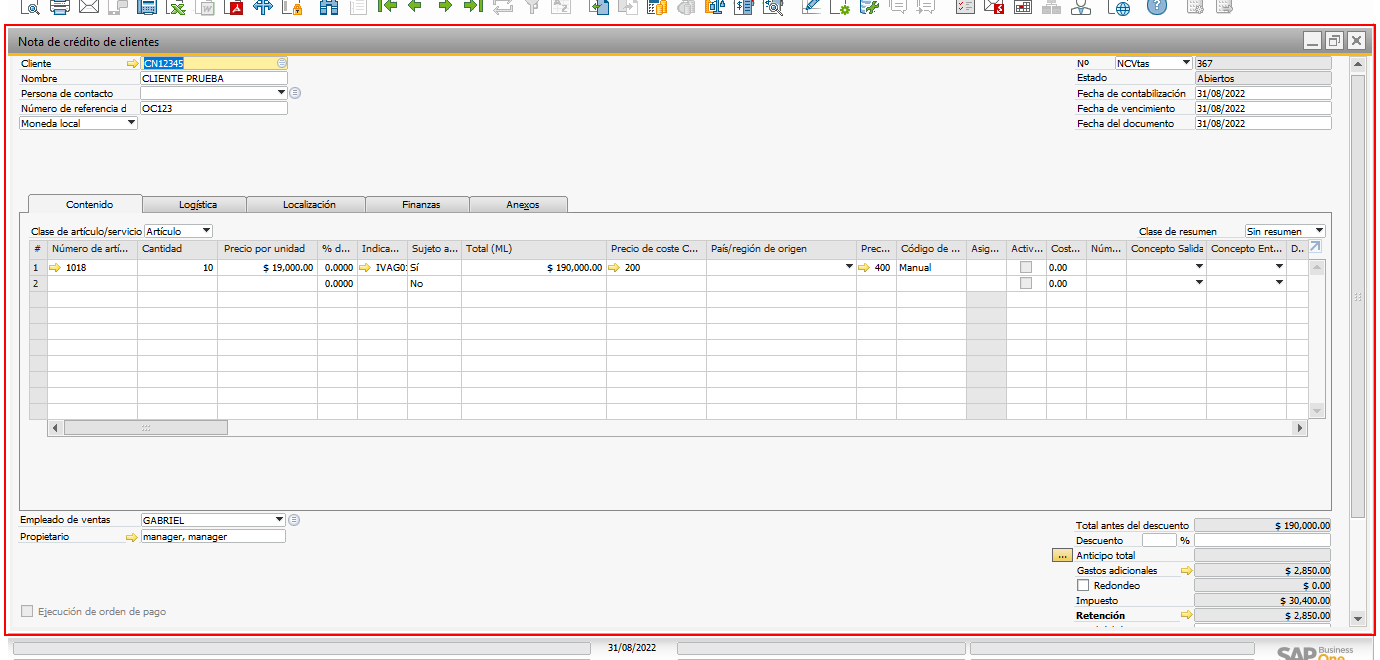 Nota de crédito de clientes
Cliente CN12345
Nombre CLIENTE PRUEBA
Persona de contacto
Número de referencia d OC123
Moneda local
Nº NCVtas 367
Estado Abiertos
Fecha de contabilización 31/08/2022
Fecha de vencimiento 31/08/2022
Fecha del documento 31/08/2022
Contenido Logística Localización Finanzas Anexos
Clase de artículo/servicio Artículo Clase de resumen Sin resumen
# Número de artí... Cantidad Precio por unidad % d... Indica... Sujeto a... Total (ML) Precio de coste C... País/región de origen Prec... Código de ... Asig... Activ... Cost... Núm... Concepto Salida Concepto Ent... D..
1 1018 10 $ 19,000.00 0.0000 IVAG0: Sí $ 190,000.00 200 400 Manual 0.00
2 0.0000 No 0.00
Empleado de ventas GABRIEL
Propietario manager, manager
Ejecución de orden de pago
Total antes del descuento $ 190,000.00
Descuento %
... Anticipo total
Gastos adicionales $ 2,850.00
Redondeo $ 0.00
Impuesto $ 30,400.00
Retención $ 2,850.00
31/08/2022
SAP Business One